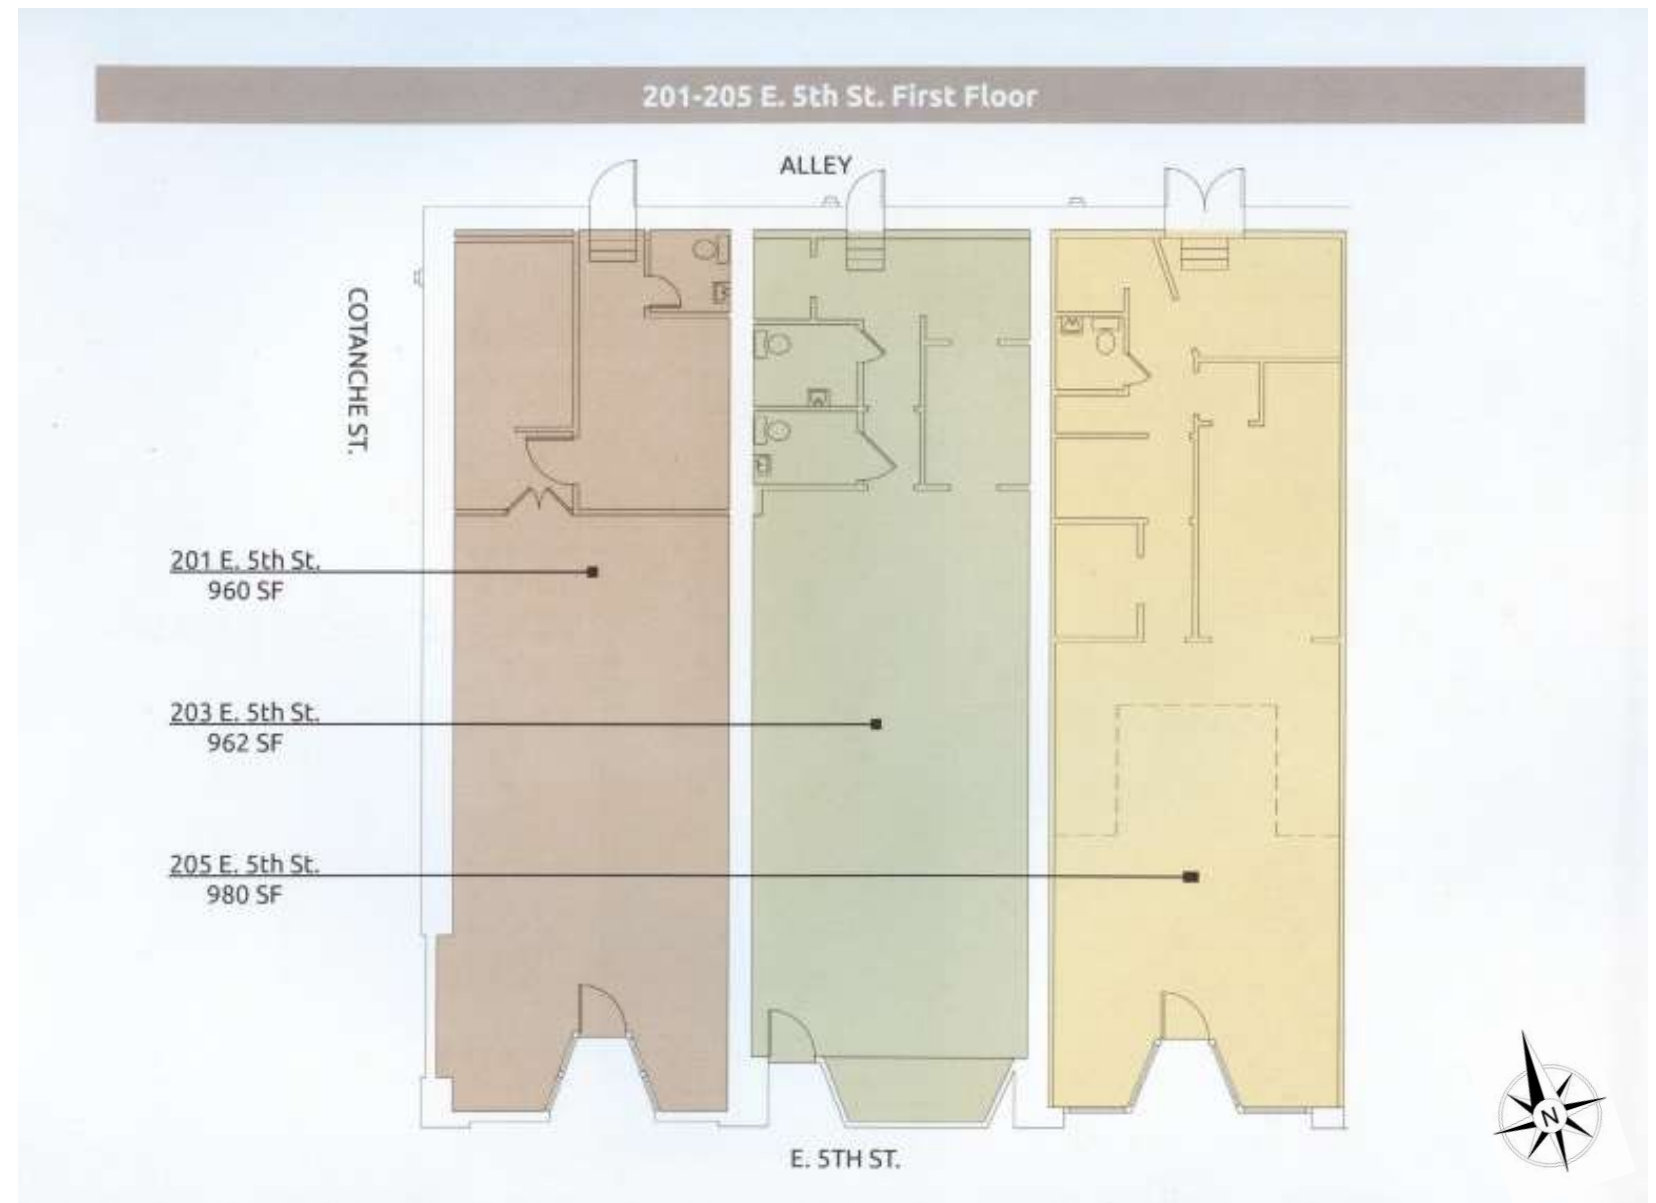 201-205 E. 5th St. First Floor
ALLEY
COTANCHE ST.
201 E. 5th St.
960 SF
203 E. 5th St.
962 SF
205 E. 5th St.
980 SF
N
E. 5TH ST.